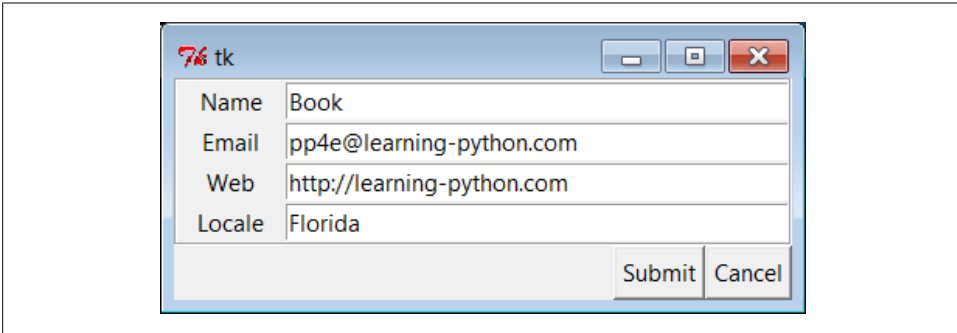 tk
Name Book
Email pp4e@learning-python.com
Web http://learning-python.com
Locale Florida
Submit Cancel